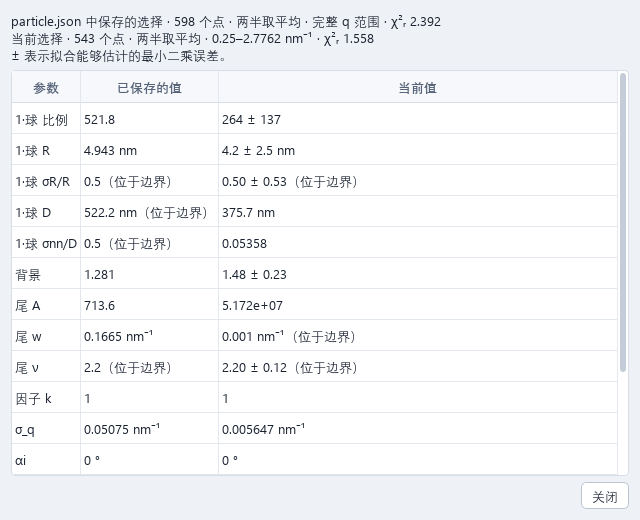 particle.json 中保存的选择 · 598 个点 · 两半取平均 · 完整 q 范围 · χ²ᵣ 2.392
当前选择 · 543 个点 · 两半取平均 · 0.25–2.7762 nm⁻¹ · χ²ᵣ 1.558
± 表示拟合能够估计的最小二乘误差。
参数 已保存的值 当前值
1·球 比例 521.8 264 ± 137
1·球 R 4.943 nm 4.2 ± 2.5 nm
1·球 σR/R 0.5（位于边界） 0.50 ± 0.53（位于边界）
1·球 D 522.2 nm（位于边界） 375.7 nm
1·球 σnn/D 0.5（位于边界） 0.05358
背景 1.281 1.48 ± 0.23
尾 A 713.6 5.172e+07
尾 w 0.1665 nm⁻¹ 0.001 nm⁻¹（位于边界）
尾 ν 2.2（位于边界） 2.20 ± 0.12（位于边界）
因子 k 1 1
σ_q 0.05075 nm⁻¹ 0.005647 nm⁻¹
αi 0 ° 0 °
关闭